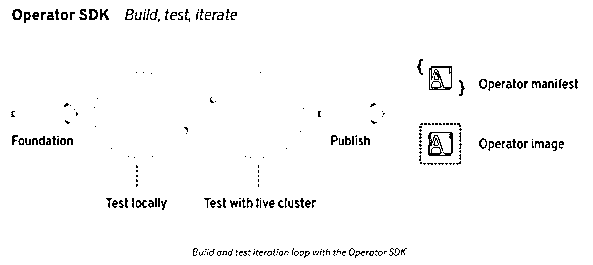 Operator SDK Build, test, iterate
Operator manifest
Foundation
Publish
Operator image
Test locally
Test with live cluster
Build and test iteration loop with the Operator SDK